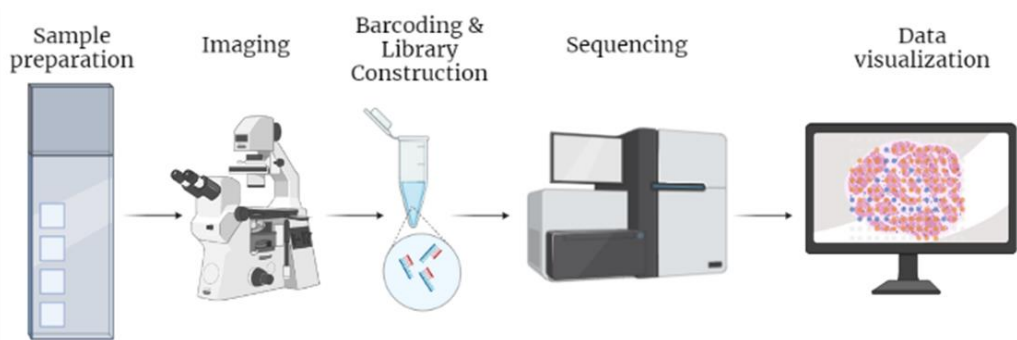 Sample
preparation
Imaging
Barcoding &
Library
Construction
Sequencing
Data
visualization